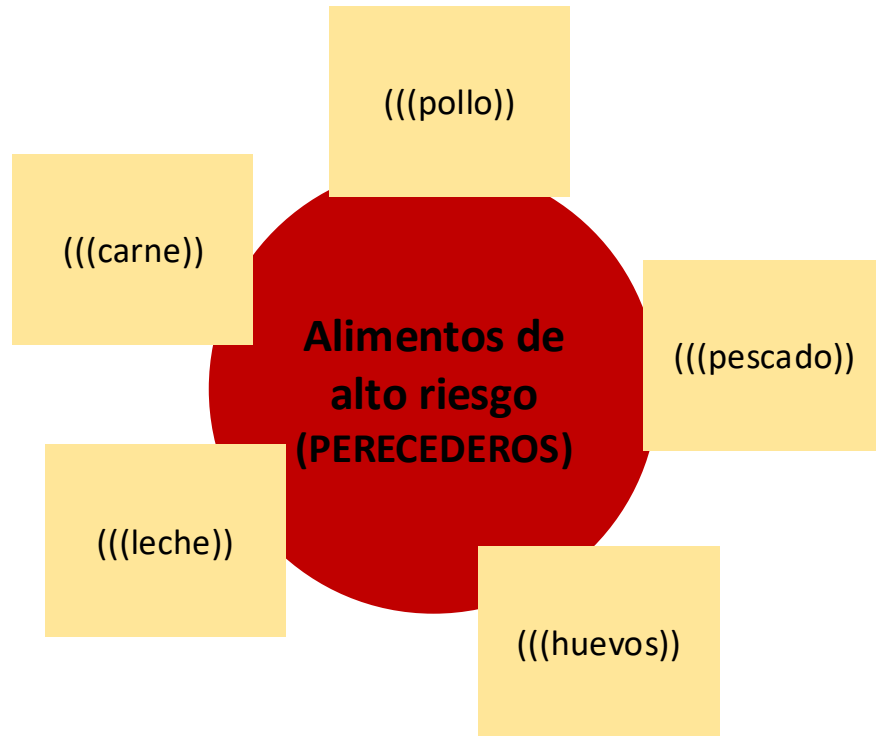 (((pollo))
(((carne))
Alimentos de
alto riesgo
(PERECEDEROS)
(((pescado))
(((leche))
(((huevos))